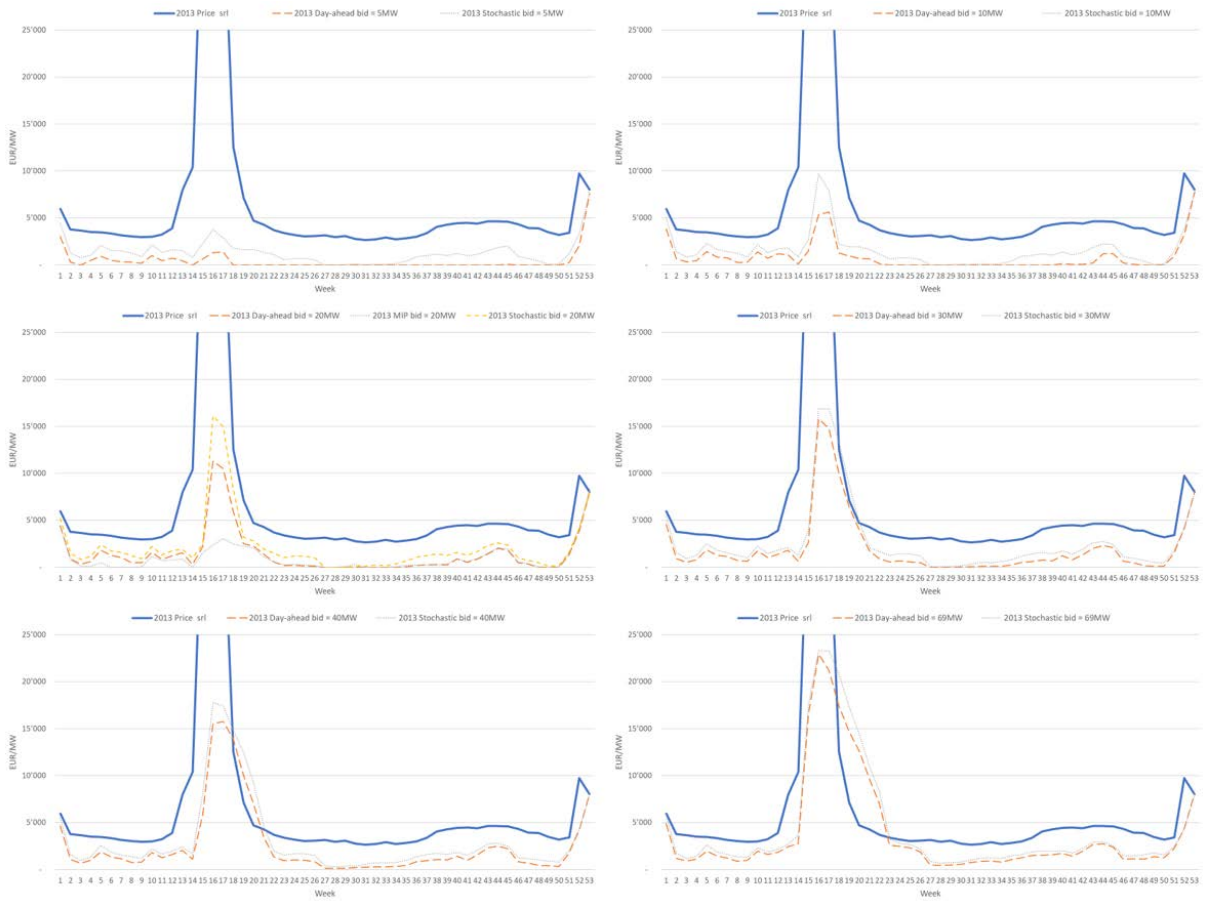 2013 Price srl 2013 Day-ahead bid = 5MW 2013 Stochastic bid = 5MW
25'000
20'000
15'000
10'000
5'000
-
EUR/MW
1 2 3 4 5 6 7 8 9 10 11 12 13 14 15 16 17 18 19 20 21 22 23 24 25 26 27 28 29 30 31 32 33 34 35 36 37 38 39 40 41 42 43 44 45 46 47 48 49 50 51 52 53
Week
2013 Price srl 2013 Day-ahead bid = 10MW 2013 Stochastic bid = 10MW
25'000
20'000
15'000
10'000
5'000
-
EUR/MW
1 2 3 4 5 6 7 8 9 10 11 12 13 14 15 16 17 18 19 20 21 22 23 24 25 26 27 28 29 30 31 32 33 34 35 36 37 38 39 40 41 42 43 44 45 46 47 48 49 50 51 52 53
Week
2013 Price srl 2013 Day-ahead bid = 20MW 2013 MIP bid = 20MW 2013 Stochastic bid = 20MW
25'000
20'000
15'000
10'000
5'000
-
EUR/MW
1 2 3 4 5 6 7 8 9 10 11 12 13 14 15 16 17 18 19 20 21 22 23 24 25 26 27 28 29 30 31 32 33 34 35 36 37 38 39 40 41 42 43 44 45 46 47 48 49 50 51 52 53
Week
2013 Price srl 2013 Day-ahead bid = 30MW 2013 Stochastic bid = 30MW
25'000
20'000
15'000
10'000
5'000
-
EUR/MW
1 2 3 4 5 6 7 8 9 10 11 12 13 14 15 16 17 18 19 20 21 22 23 24 25 26 27 28 29 30 31 32 33 34 35 36 37 38 39 40 41 42 43 44 45 46 47 48 49 50 51 52 53
Week
2013 Price srl 2013 Day-ahead bid = 40MW 2013 Stochastic bid = 40MW
25'000
20'000
15'000
10'000
5'000
-
EUR/MW
1 2 3 4 5 6 7 8 9 10 11 12 13 14 15 16 17 18 19 20 21 22 23 24 25 26 27 28 29 30 31 32 33 34 35 36 37 38 39 40 41 42 43 44 45 46 47 48 49 50 51 52 53
Week
2013 Price srl 2013 Day-ahead bid = 69MW 2013 Stochastic bid = 69MW
25'000
20'000
15'000
10'000
5'000
-
EUR/MW
1 2 3 4 5 6 7 8 9 10 11 12 13 14 15 16 17 18 19 20 21 22 23 24 25 26 27 28 29 30 31 32 33 34 35 36 37 38 39 40 41 42 43 44 45 46 47 48 49 50 51 52 53
Week